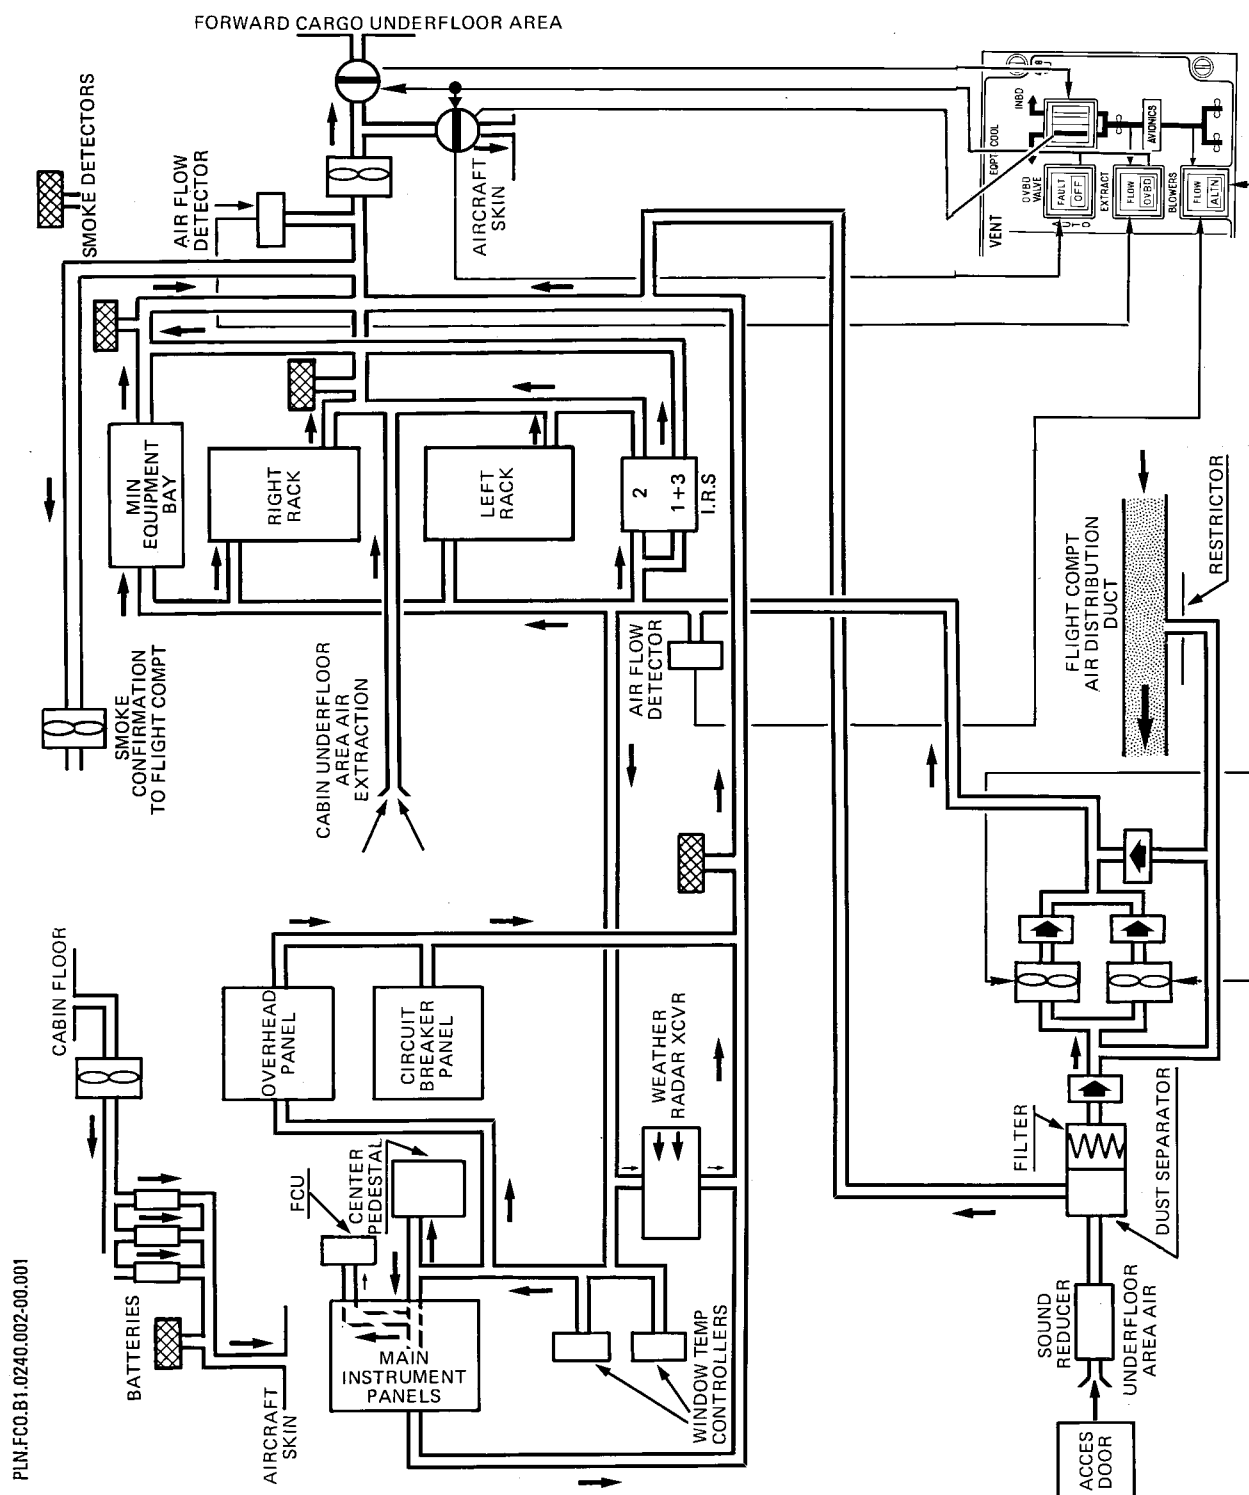 FORWARD CARGO UNDERFLOOR AREA
SMOKE DETECTORS
AIR FLOW
DETECTOR
AIRCRAFT
SKIN
VENT
EQPT COOL
INBD
OVBD
VALVE
FAULT
OFF
AUTO
EXTRACT
FLOW
OVBD
BLOWERS
FLOW
ALTN
AVIONICS
MIN
EQUIPMENT
BAY
RIGHT
RACK
LEFT
RACK
2
1+3
I.R.S
SMOKE
CONFIRMATION
TO FLIGHT COMPT
CABIN UNDERFLOOR
AREA AIR
EXTRACTION
AIR FLOW
DETECTOR
FLIGHT COMPT
AIR DISTRIBUTION
DUCT
RESTRICTOR
CABIN FLOOR
OVERHEAD
PANEL
CIRCUIT
BREAKER
PANEL
WEATHER
RADAR XCVR
FCU
CENTER
PEDESTAL
BATTERIES
AIRCRAFT
SKIN
MAIN
INSTRUMENT
PANELS
WINDOW TEMP
CONTROLLERS
FILTER
DUST SEPARATOR
SOUND
REDUCER
UNDERFLOOR
AREA AIR
ACCES
DOOR
PLN.FC0.B1.0240.002-00.001